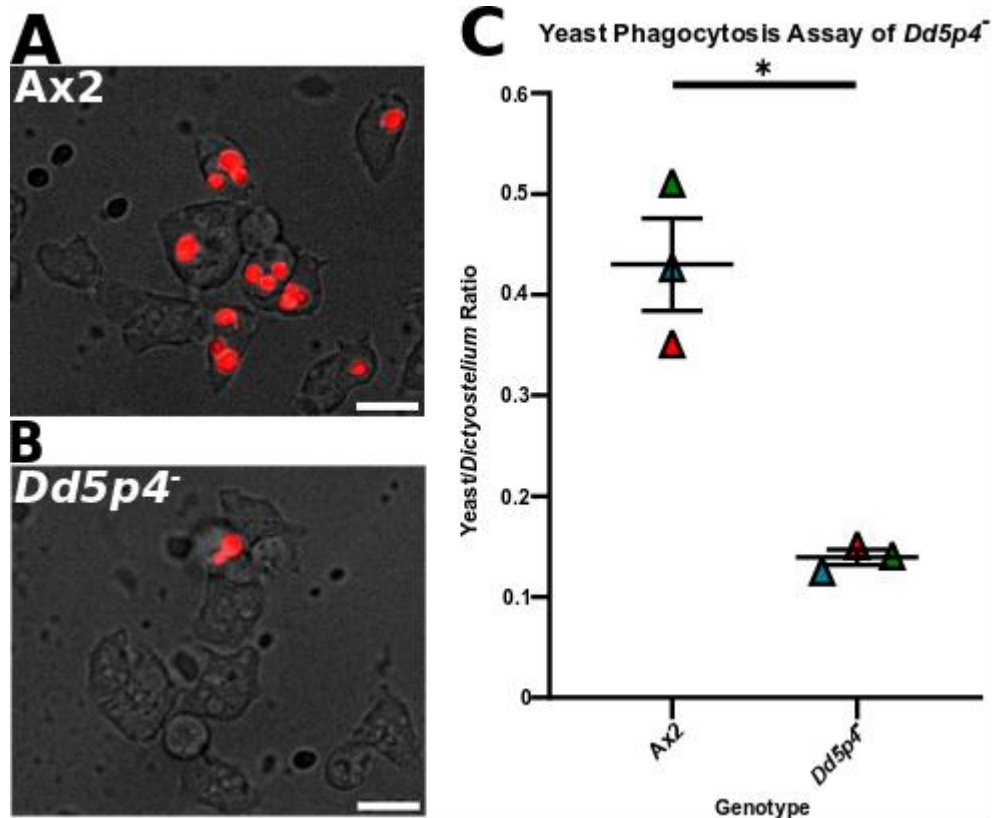 A
Ax2
B
Dd5p4-
C
Yeast Phagocytosis Assay of Dd5p4-
*
0.6
0.5
0.4
0.3
0.2
0.1
0
Yeast/Dictyostelium Ratio
Ax2
Dd5p4-
Genotype